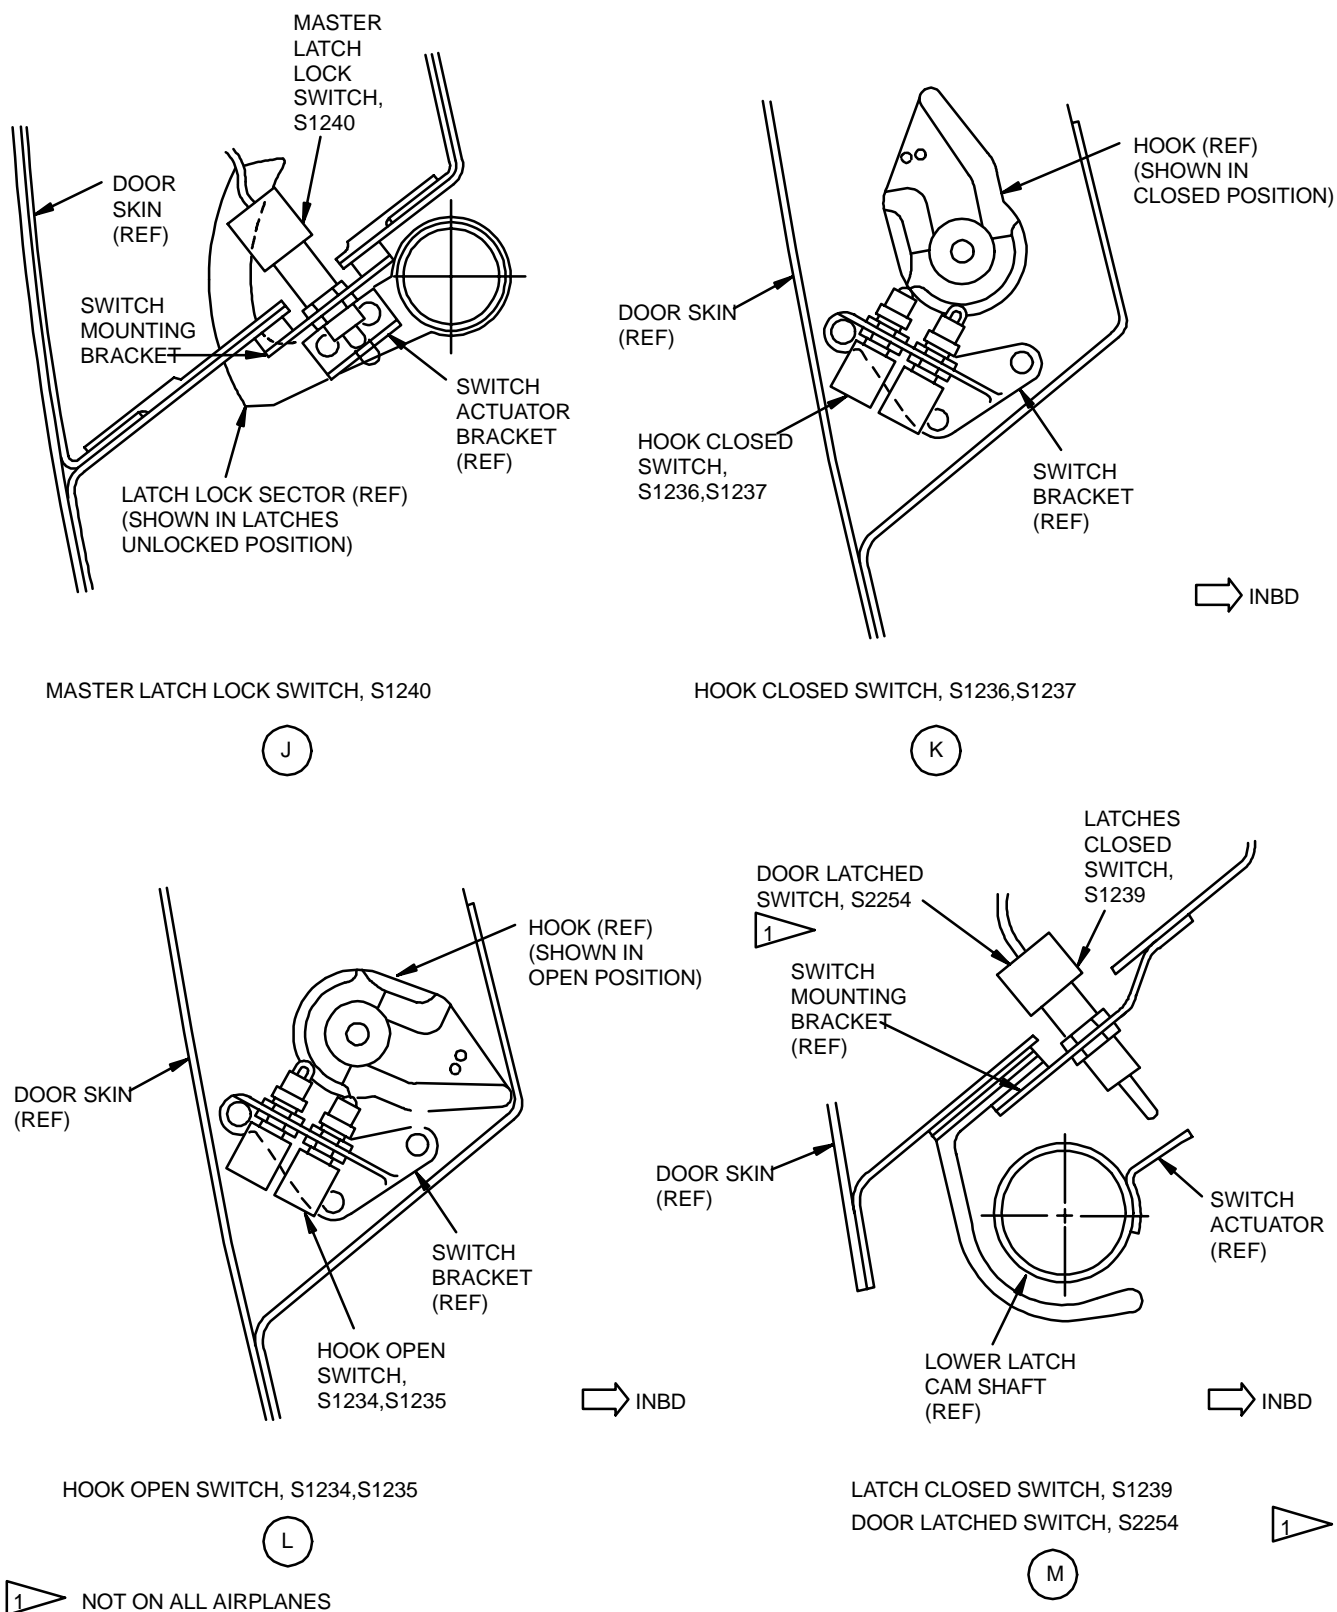 MASTER
LATCH
LOCK
SWITCH,
S1240
DOOR
SKIN
(REF)
SWITCH
MOUNTING
BRACKET
SWITCH
ACTUATOR
BRACKET
(REF)
LATCH LOCK SECTOR (REF)
(SHOWN IN LATCHES
UNLOCKED POSITION)
MASTER LATCH LOCK SWITCH, S1240
J
HOOK (REF)
(SHOWN IN
CLOSED POSITION)
DOOR SKIN
(REF)
HOOK CLOSED
SWITCH,
S1236,S1237
SWITCH
BRACKET
(REF)
INBD
HOOK CLOSED SWITCH, S1236,S1237
K
HOOK (REF)
(SHOWN IN
OPEN POSITION)
DOOR SKIN
(REF)
SWITCH
BRACKET
(REF)
HOOK OPEN
SWITCH,
S1234,S1235
INBD
HOOK OPEN SWITCH, S1234,S1235
L
LATCHES
CLOSED
SWITCH,
S1239
DOOR LATCHED
SWITCH, S2254
1
SWITCH
MOUNTING
BRACKET
(REF)
DOOR SKIN
(REF)
SWITCH
ACTUATOR
(REF)
LOWER LATCH
CAM SHAFT
(REF)
INBD
LATCH CLOSED SWITCH, S1239
DOOR LATCHED SWITCH, S2254
1
M
1 NOT ON ALL AIRPLANES